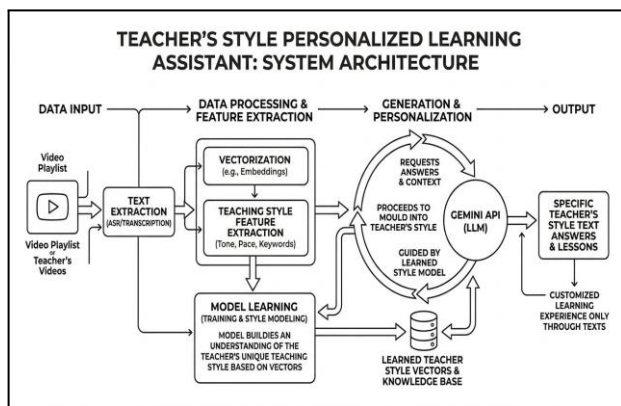 TEACHER'S STYLE PERSONALIZED LEARNING
ASSISTANT: SYSTEM ARCHITECTURE
DATA INPUT
DATA PROCESSING &
FEATURE EXTRACTION
GENERATION &
PERSONALIZATION
OUTPUT
Video
Playlist
Video Playlist
or
Teacher's
Videos
TEXT
EXTRACTION
(ASR/TRANSCRIPTION)
VECTORIZATION
(e.g., Embeddings)
TEACHING STYLE
FEATURE
EXTRACTION
(Tone, Pace, Keywords)
MODEL LEARNING
(TRAINING & STYLE MODELING)
MODEL BUILDIES AN
UNDERSTANDING OF THE
TEACHER'S UNIQUE TEACHING
STYLE BASED ON VECTORS
REQUESTS
ANSWERS
& CONTEXT
PROCEEDS TO
MOULD INTO
TEACHER'S STYLE
GUIDED BY
LEARNED
STYLE MODEL
GEMINI API
(LLM)
LEARNED TEACHER
STYLE VECTORS &
KNOWLEDGE BASE
SPECIFIC
TEACHER'S
STYLE TEXT
ANSWERS
& LESSONS
CUSTOMIZED
LEARNING
EXPERIENCE ONLY
THROUGH TEXTS